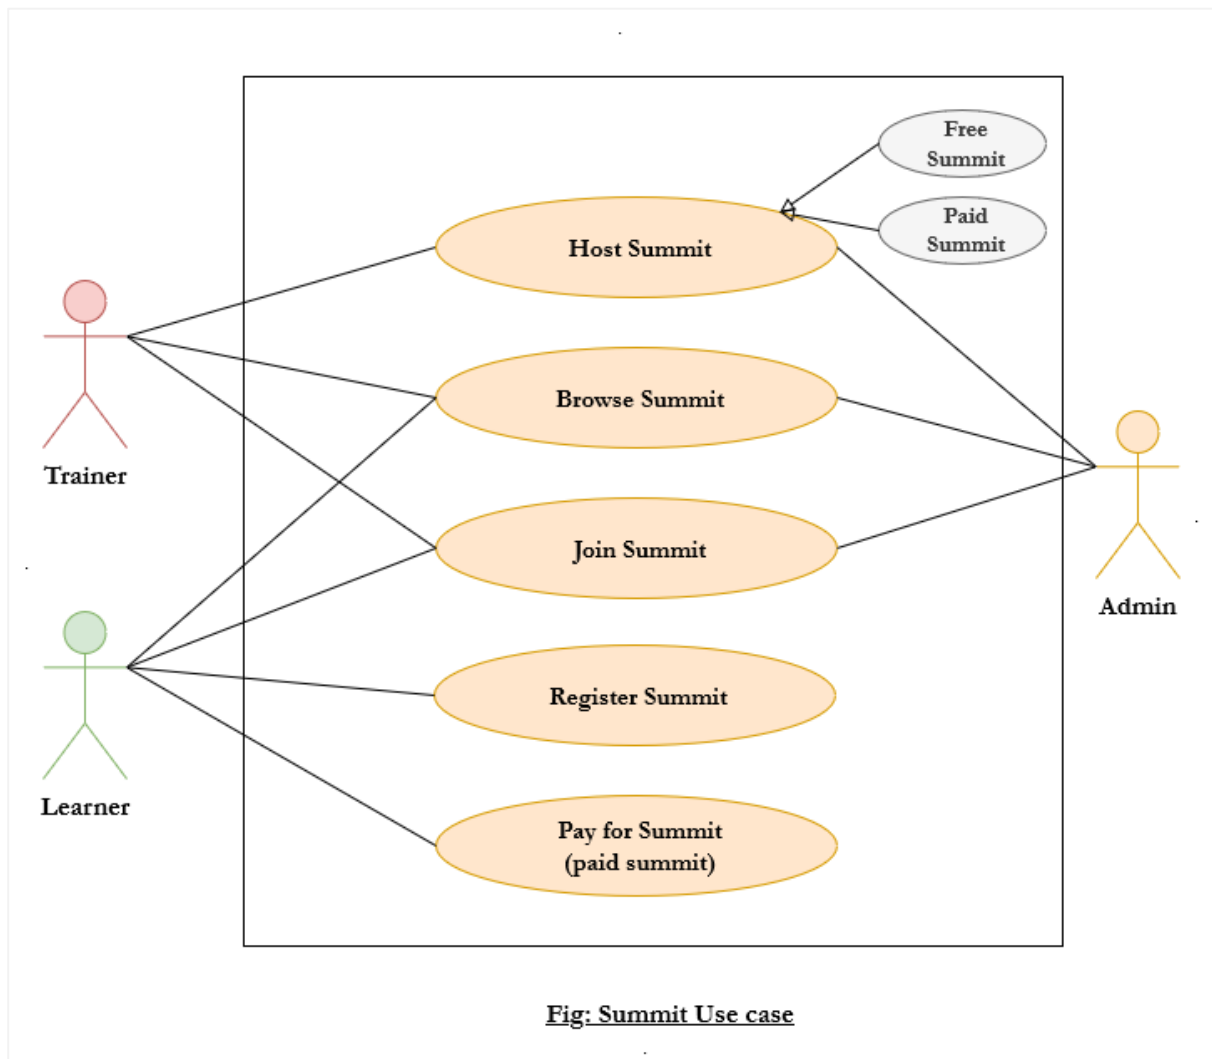 Free
Summit
Paid
Summit
Host Summit
Browse Summit
Trainer
Join Summit
Admin
Register Summit
Learner
Pay for Summit
(paid summit)
Fig: Summit Use case